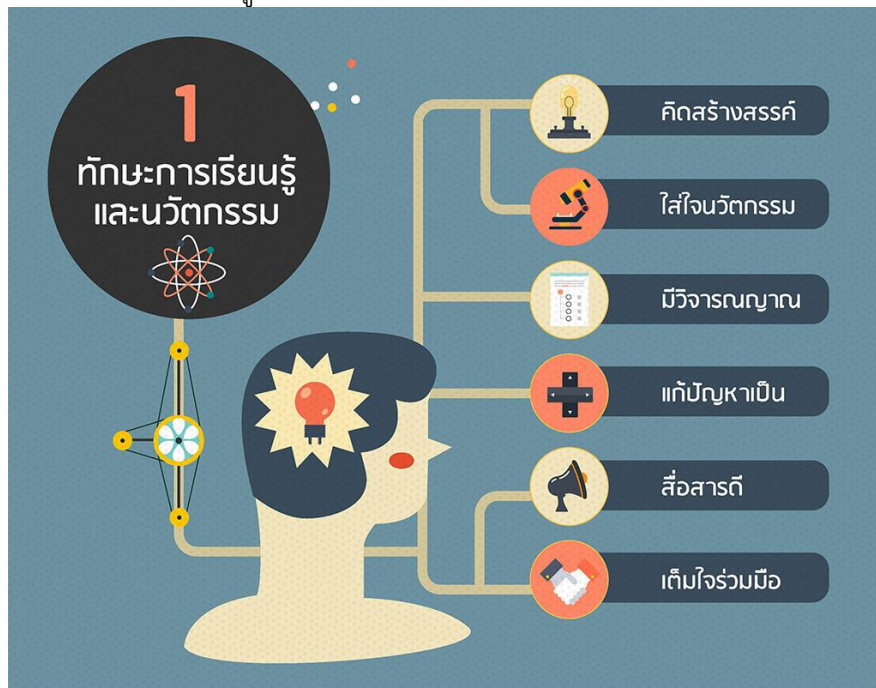 1
ทักษะการเรียนรู้
และนวัตกรรม
คิดสร้างสรรค์
ใส่ใจนวัตกรรม
มีวิจารณญาณ
แก้ปัญหาเป็น
สื่อสารดี
เต็มใจร่วมมือ